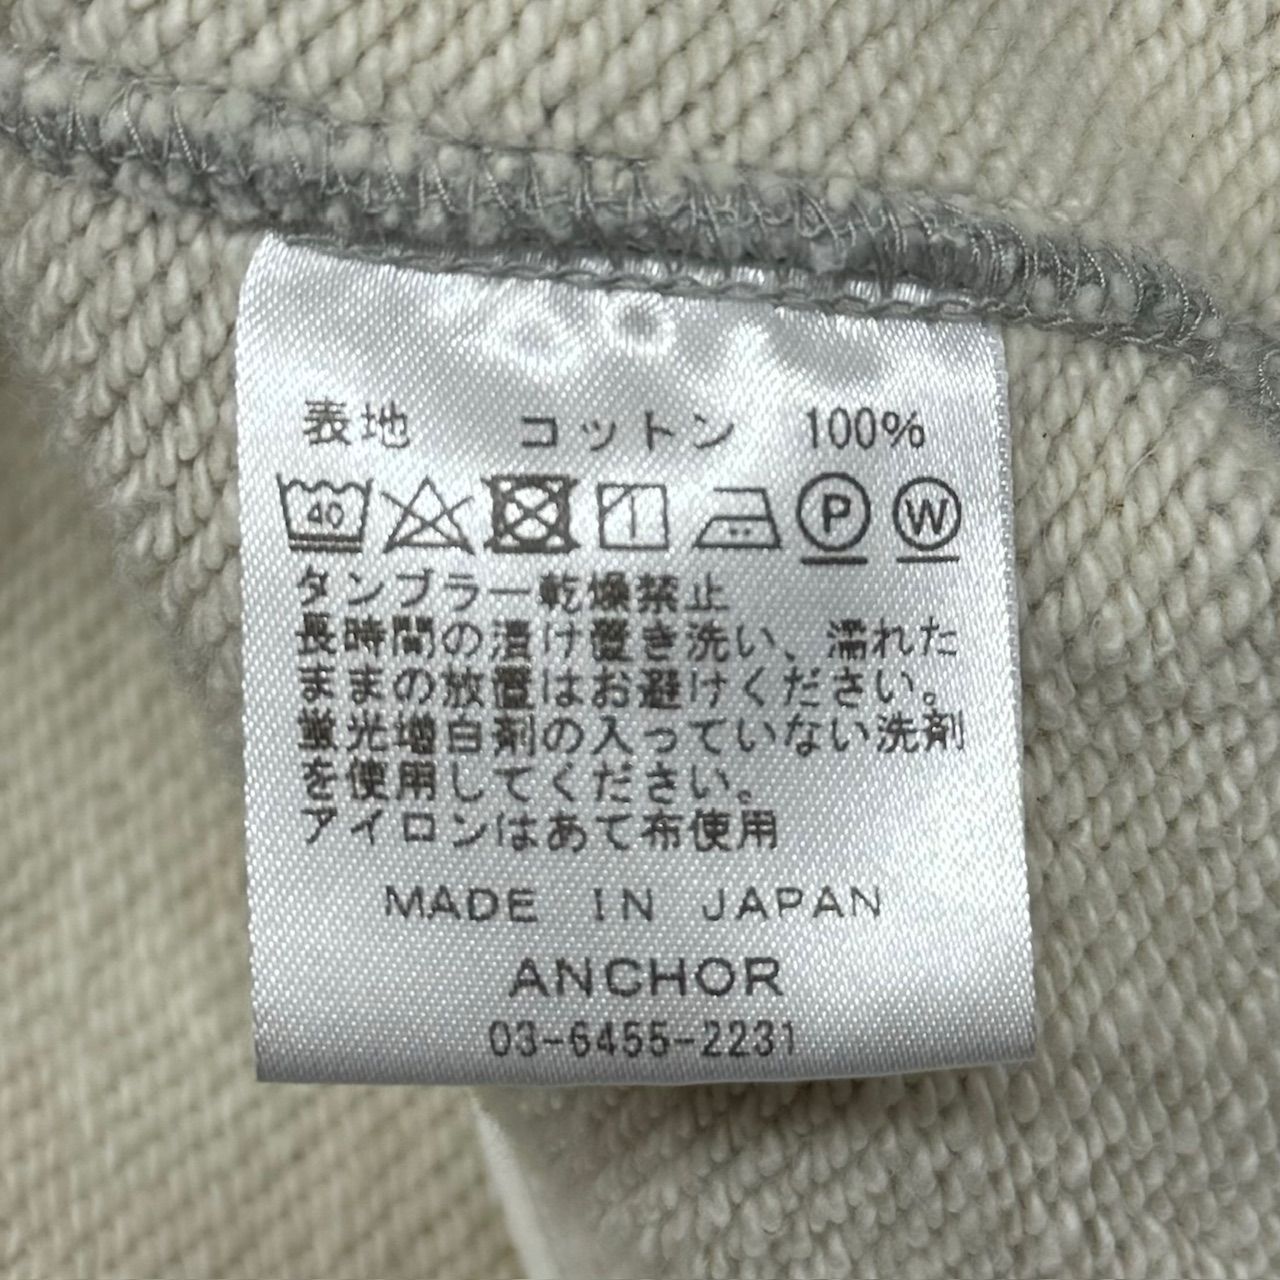 表地 コットン 100%
40
P W
タンブラー乾燥禁止
長時間の漬け置き洗い、濡れた
ままの放置はお避けください。
蛍光増白剤の入っていない洗剤
を使用してください。
アイロンはあて布使用
MADE IN JAPAN
ANCHOR
03-6455-2231